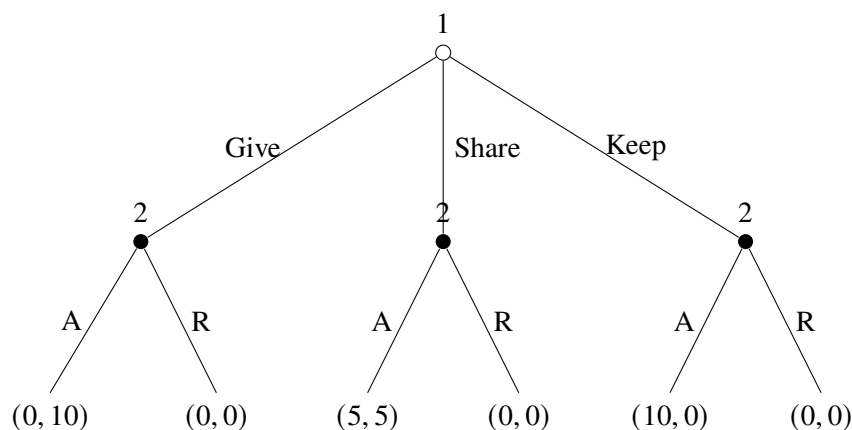 1
Give Share Keep
2 2 2
A R A R A R
(0, 10) (0, 0) (5, 5) (0, 0) (10, 0) (0, 0)